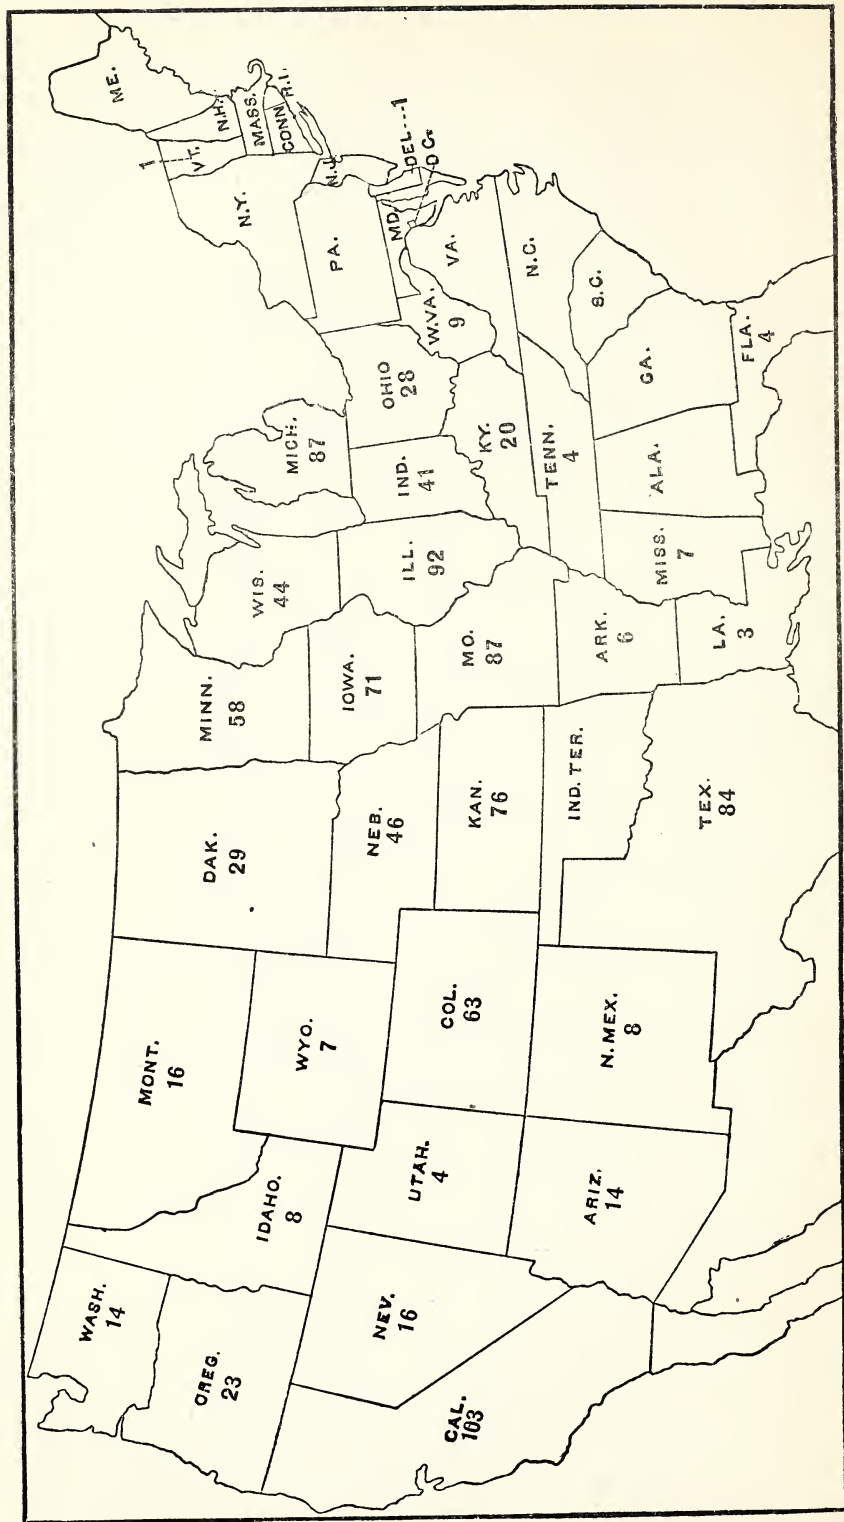 WASH.
14
OREG.
23
CAL.
103
NEV.
16
IDAHO.
8
MONT.
16
WYO.
7
UTAH.
4
ARIZ.
14
COL.
63
N.MEX.
8
DAK.
29
NEB.
46
KAN.
76
IND.TER.
TEX.
84
MINN.
58
IOWA.
71
MO.
87
ARK.
6
LA.
3
WIS.
44
ILL.
92
MISS.
7
MICH.
87
IND.
41
OHIO
28
KY.
20
TENN.
4
ALA.
GA.
FLA.
4
S.C.
N.C.
VA.
W.VA.
9
MD.
DEL---1
D C
PA.
N.J.
N.Y.
1
VT.
N.H.
MASS.
CONN
R.I.
ME.